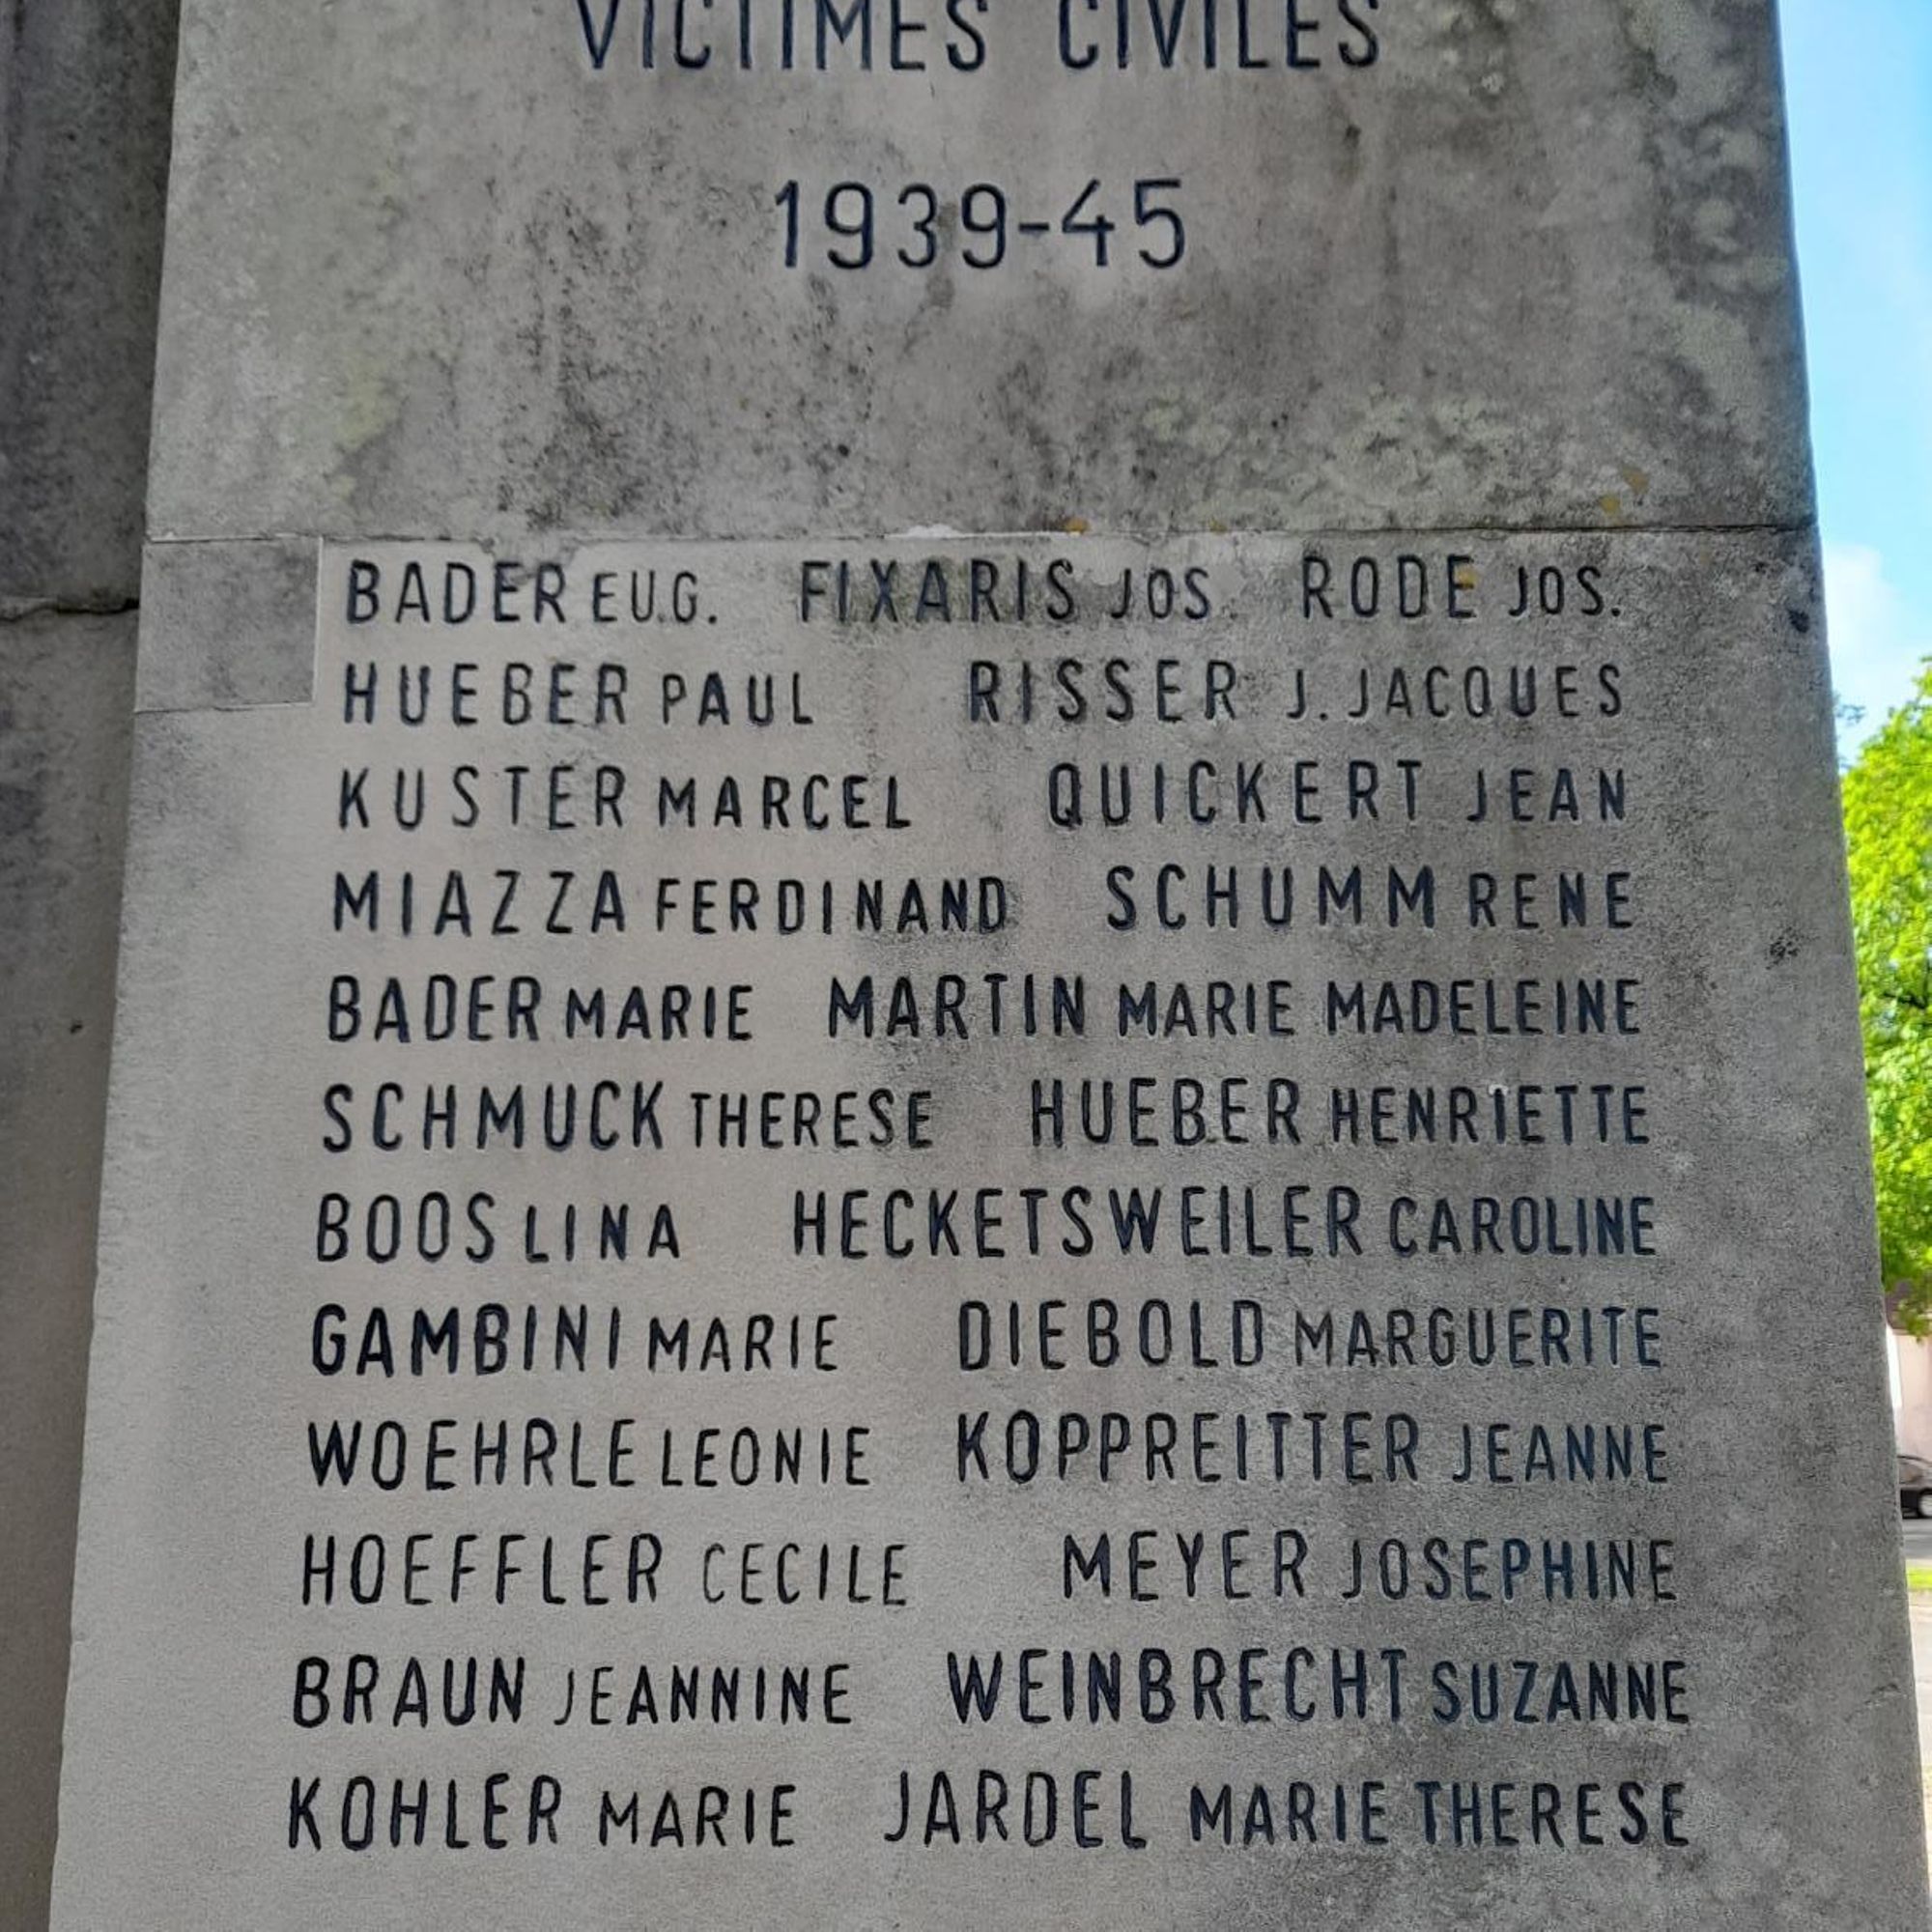 VICTIMES CIVILES
1939-45
BADER EU.G. FIXARIS JOS. RODE JOS.
HUEBER PAUL RISSER J. JACQUES
KUSTER MARCEL QUICKERT JEAN
MIAZZA FERDINAND SCHUMM RENE
BADER MARIE MARTIN MARIE MADELEINE
SCHMUCK THERESE HUEBER HENRIETTE
BOOS LINA HECKETSWEILER CAROLINE
GAMBINI MARIE DIEBOLD MARGUERITE
WOEHRLE LEONIE KOPPREITTER JEANNE
HOEFFLER CECILE MEYER JOSEPHINE
BRAUN JEANNINE WEINBRECHT SUZANNE
KOHLER MARIE JARDEL MARIE THERESE